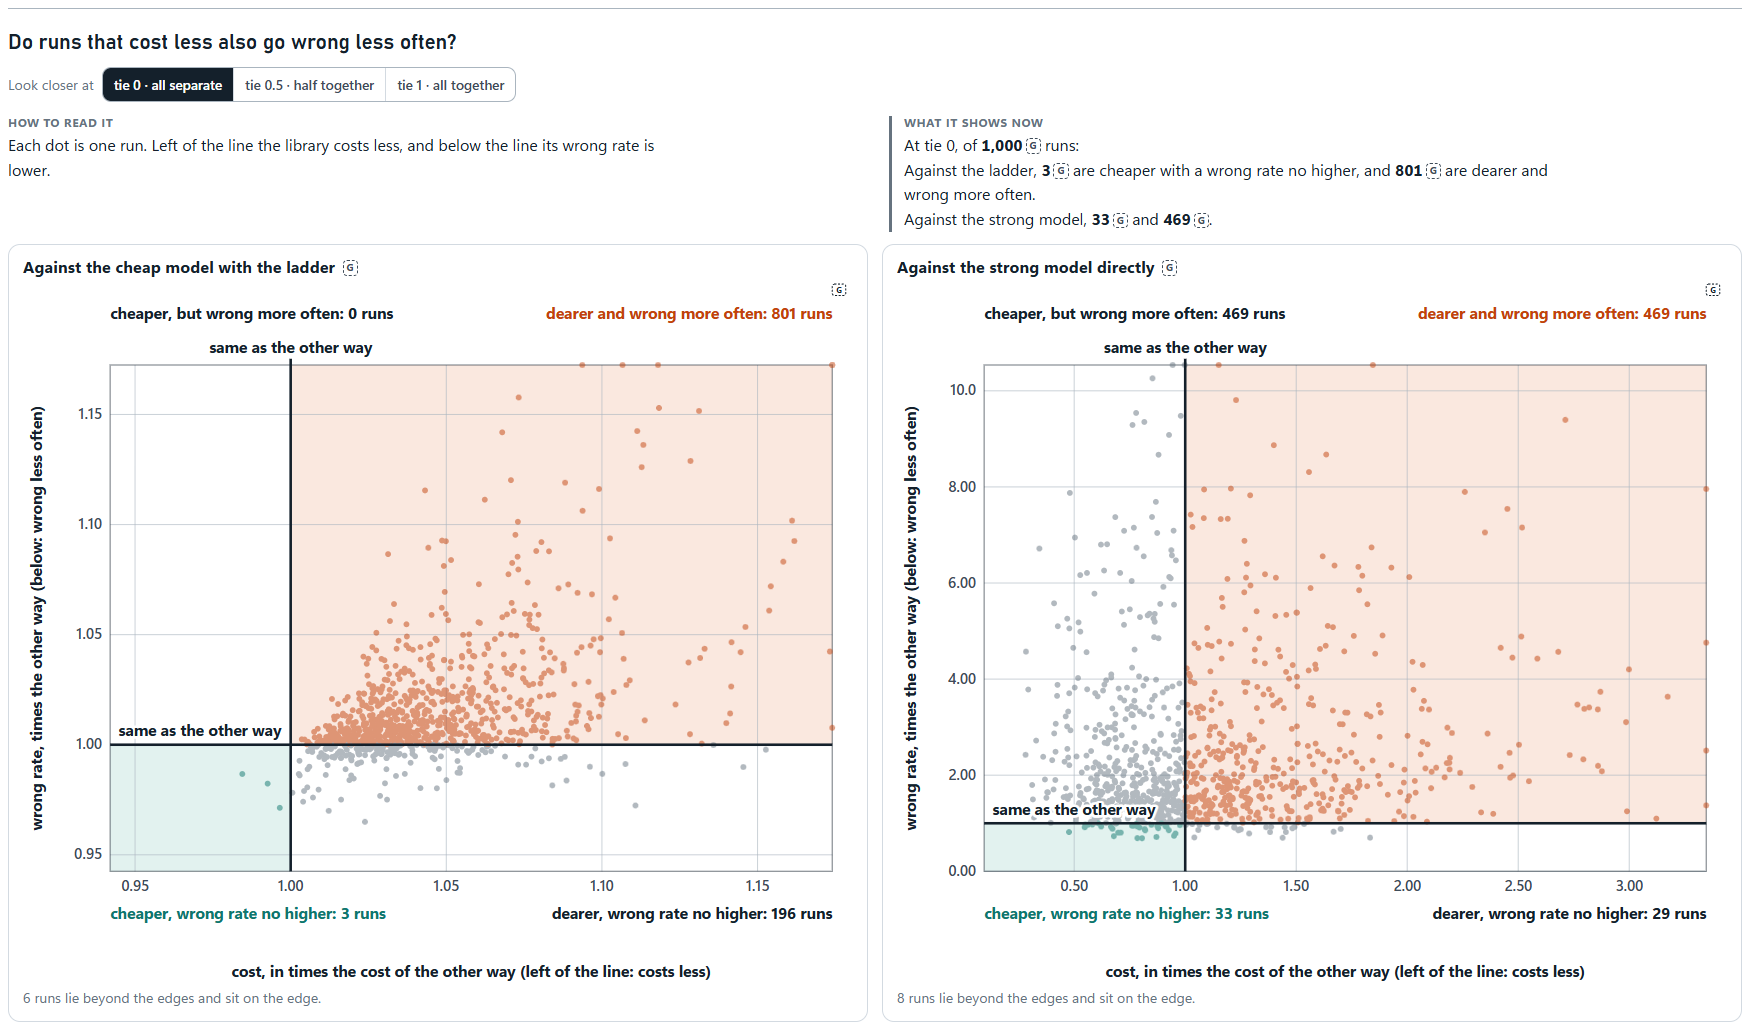 Do runs that cost less also go wrong less often?
Look closer at
tie 0 · all separate
tie 0.5 · half together
tie 1 · all together
HOW TO READ IT
Each dot is one run. Left of the line the library costs less, and below the line its wrong rate is
lower.
WHAT IT SHOWS NOW
At tie 0, of 1,000 G runs:
Against the ladder, 3 G are cheaper with a wrong rate no higher, and 801 G are dearer and
wrong more often.
Against the strong model, 33 G and 469 G.
Against the cheap model with the ladder G
G
cheaper, but wrong more often: 0 runs
dearer and wrong more often: 801 runs
same as the other way
wrong rate, times the other way (below: wrong less often)
1.15
1.10
1.05
same as the other way
1.00
0.95
0.95
1.00
1.05
1.10
1.15
cheaper, wrong rate no higher: 3 runs
dearer, wrong rate no higher: 196 runs
cost, in times the cost of the other way (left of the line: costs less)
6 runs lie beyond the edges and sit on the edge.
Against the strong model directly G
G
cheaper, but wrong more often: 469 runs
dearer and wrong more often: 469 runs
same as the other way
wrong rate, times the other way (below: wrong less often)
10.0
8.00
6.00
4.00
2.00
same as the other way
1.00
0.00
0.50
1.00
1.50
2.00
2.50
3.00
cheaper, wrong rate no higher: 33 runs
dearer, wrong rate no higher: 29 runs
cost, in times the cost of the other way (left of the line: costs less)
8 runs lie beyond the edges and sit on the edge.